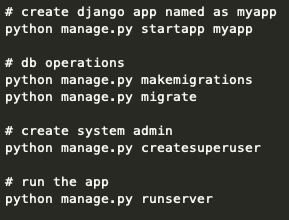 # create django app named as myapp
python manage.py startapp myapp

# db operations
python manage.py makemigrations
python manage.py migrate

# create system admin
python manage.py createsuperuser

# run the app
python manage.py runserver